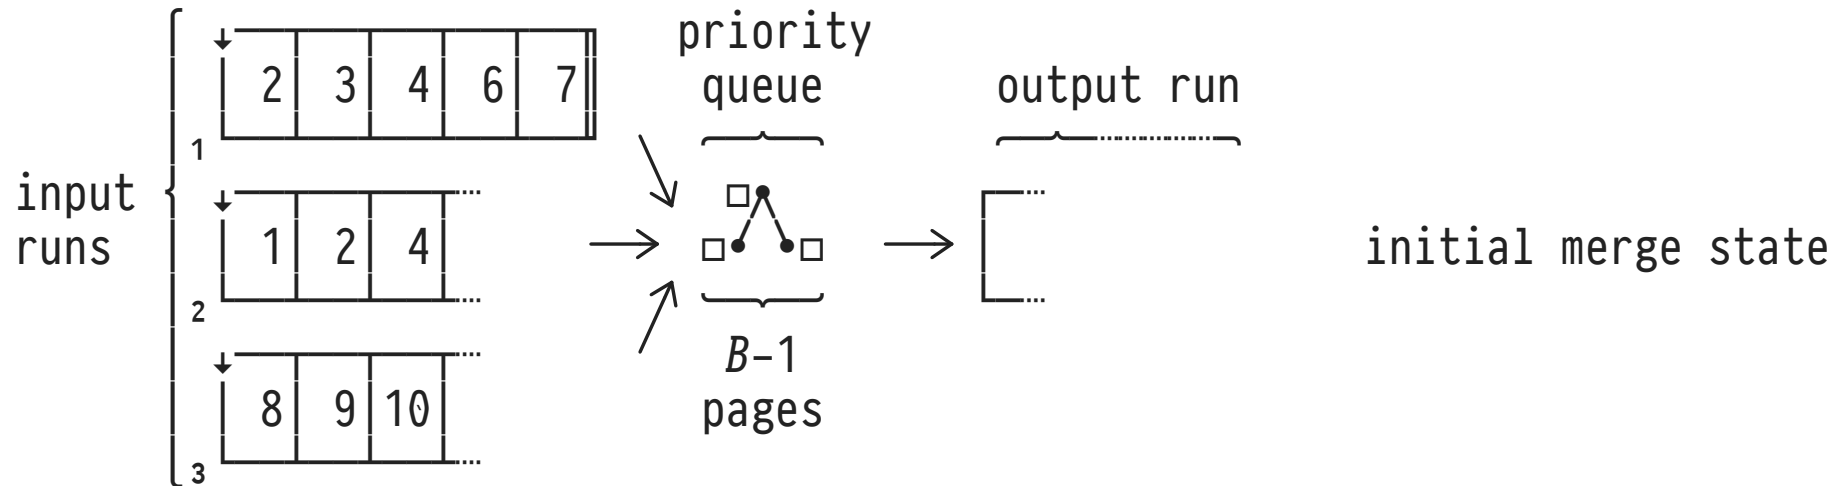 priority
queue
output run
2 3 4 6 7
1
input
runs
1 2 4
2
initial merge state
B-1
pages
8 9 10
3